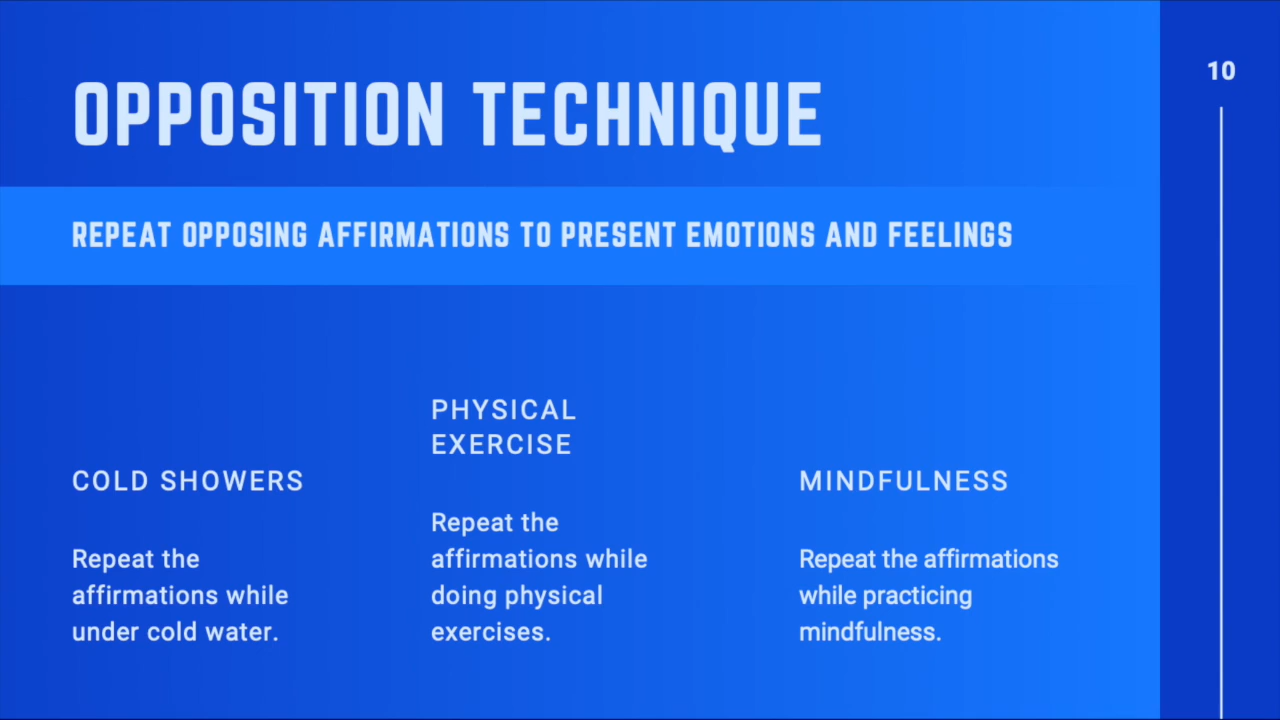 OPPOSITION TECHNIQUE
10
REPEAT OPPOSING AFFIRMATIONS TO PRESENT EMOTIONS AND FEELINGS
COLD SHOWERS
Repeat the
affirmations while
under cold water.
PHYSICAL
EXERCISE
Repeat the
affirmations while
doing physical
exercises.
MINDFULNESS
Repeat the affirmations
while practicing
mindfulness.